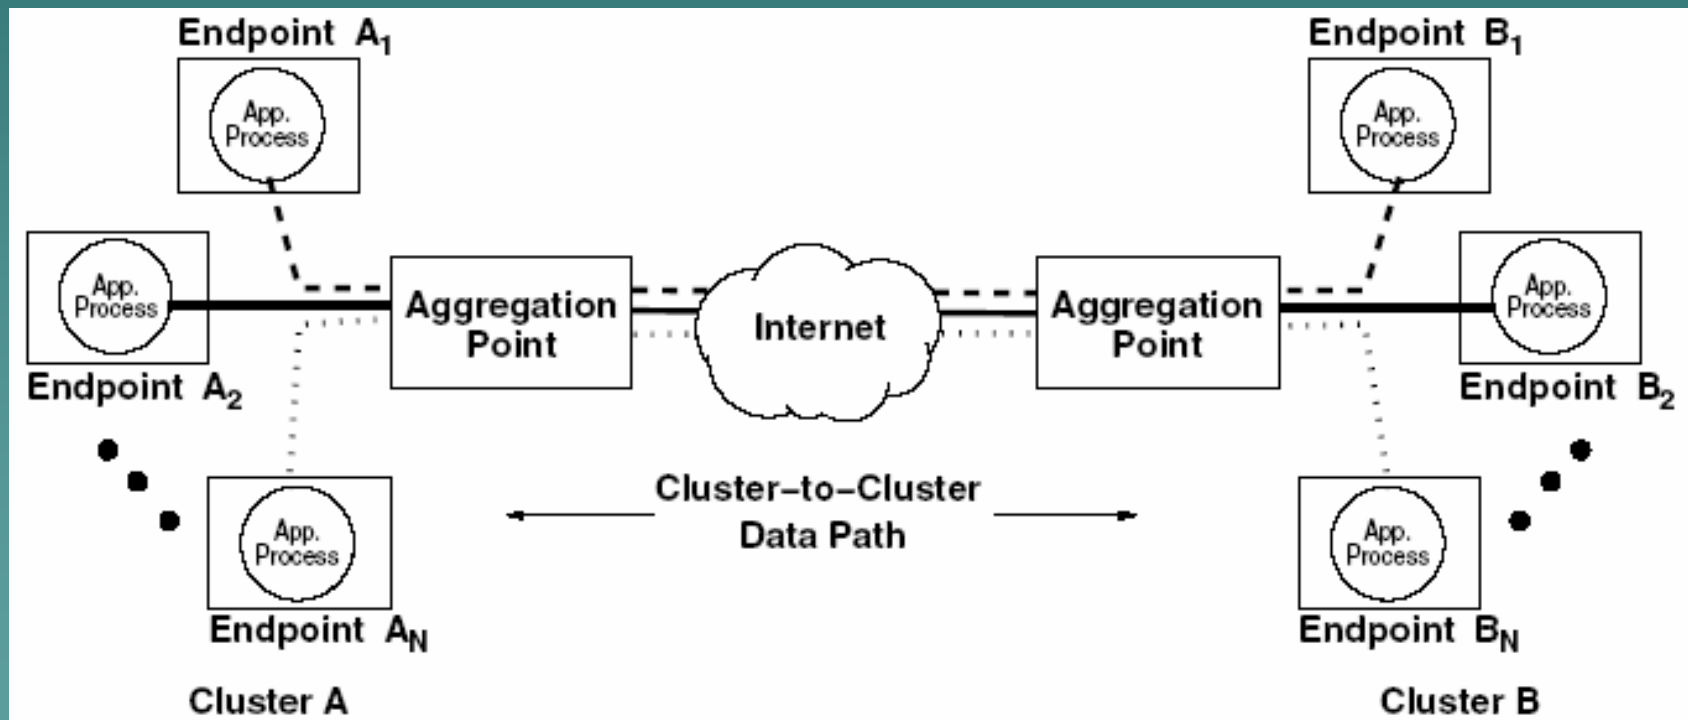 Endpoint A1
App.
Process
Endpoint B1
App.
Process
App.
Process
Endpoint A2
Aggregation
Point
Internet
Aggregation
Point
App.
Process
Endpoint B2
Cluster–to–Cluster
Data Path
App.
Process
Endpoint AN
App.
Process
Endpoint BN
Cluster A
Cluster B